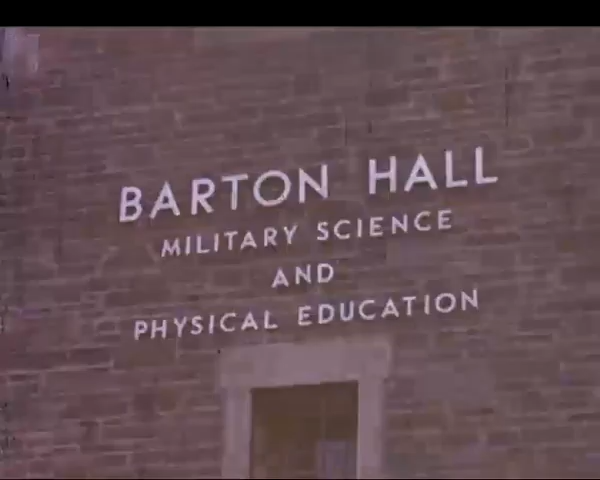 BARTON HALL
MILITARY SCIENCE
AND
PHYSICAL EDUCATION